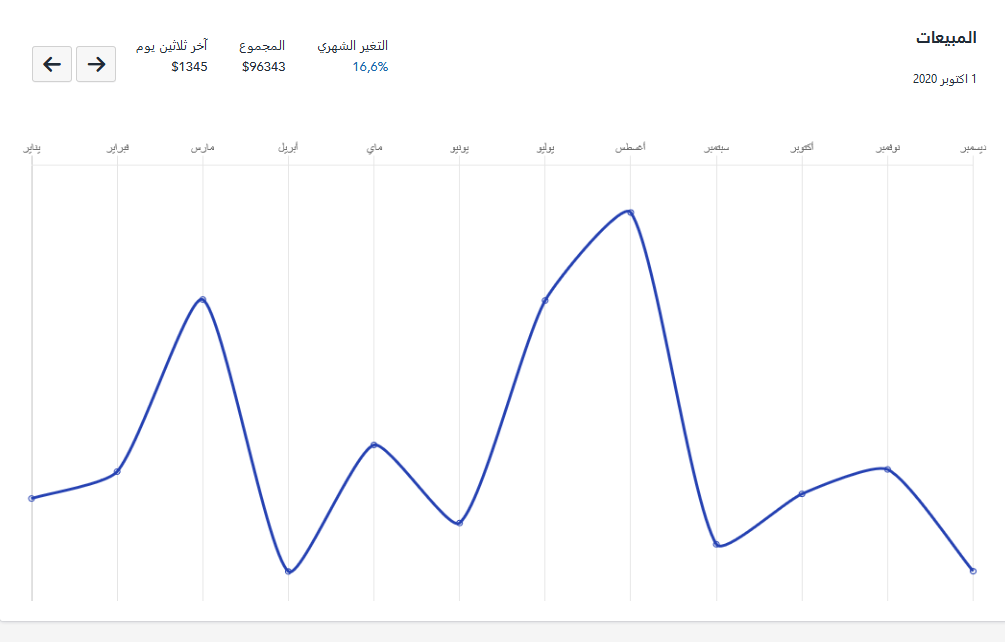 المبيعات
1 اكتوبر 2020
التغير الشهري
16,6%
المجموع
$96343
آخر ثلاثين يوم
$1345
يناير
فبراير
مارس
أبريل
ماي
يونيو
يوليو
أغسطس
سبتمبر
أكتوبر
نوفمبر
ديسمبر